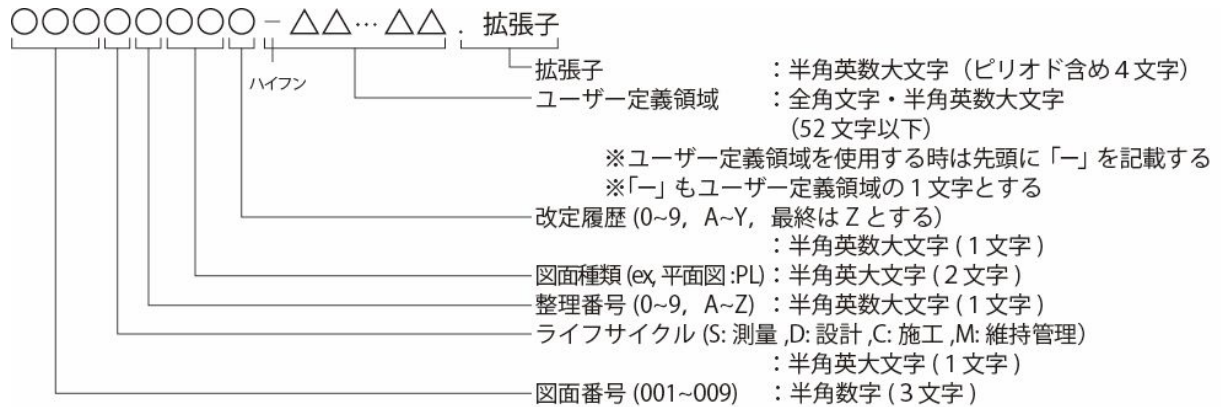 ○○○○○○○○－△△…△△．拡張子
ハイフン
拡張子 ：半角英数大文字（ピリオド含め４文字）
ユーザー定義領域 ：全角文字・半角英数大文字
（52 文字以下）
※ユーザー定義領域を使用する時は先頭に「ー」を記載する
※「ー」もユーザー定義領域の１文字とする
改定履歴 (0~9, A~Y, 最終は Z とする）
：半角英数大文字 ( 1 文字 )
図面種類 (ex, 平面図 :PL)：半角英大文字 ( 2 文字 )
整理番号 (0~9, A~Z) ：半角英数大文字 ( 1 文字 )
ライフサイクル (S: 測量 ,D: 設計 ,C: 施工 ,M: 維持管理）
：半角英大文字 ( 1 文字 )
図面番号 (001~009) ：半角数字 ( 3 文字 )